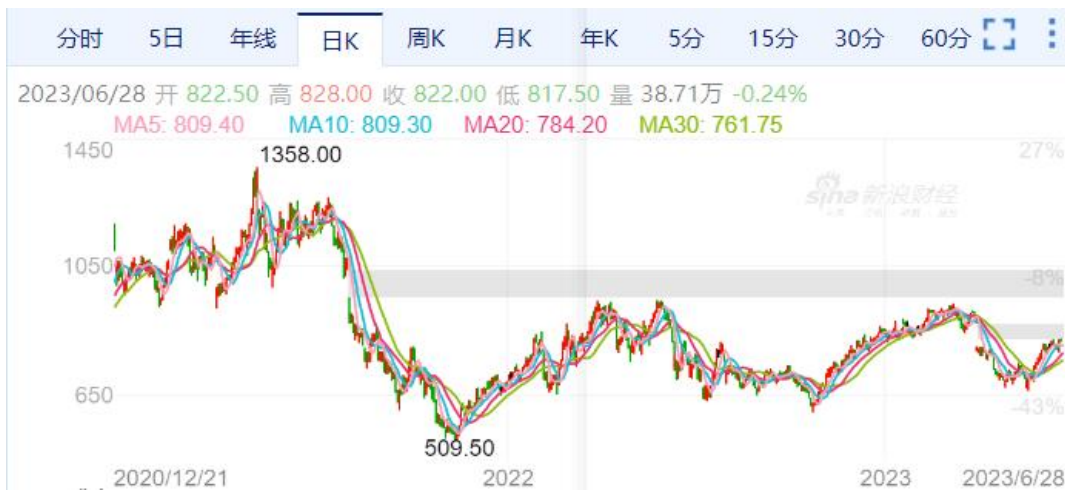 分时 5日 年线 日K 周K 月K 年K 5分 15分 30分 60分
2023/06/28 开 822.50 高 828.00 收 822.00 低 817.50 量 38.71万 -0.24%
MA5: 809.40 MA10: 809.30 MA20: 784.20 MA30: 761.75
1450 1358.00 27%
sina 新浪财经
1050 -8%
650 -43%
509.50
2020/12/21 2022 2023 2023/6/28